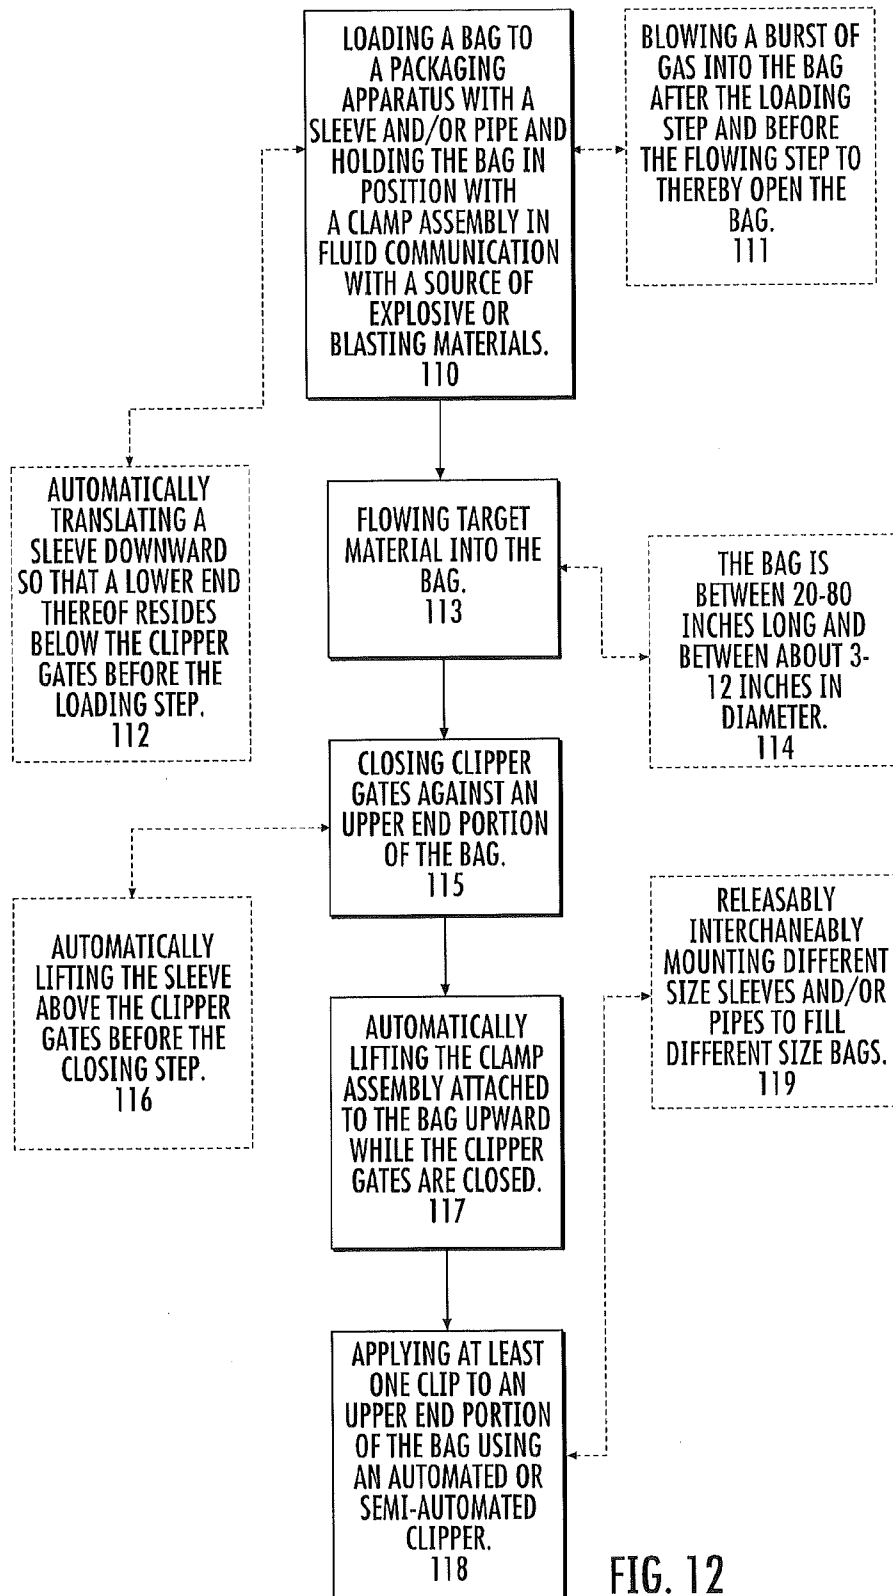 LOADING A BAG TO
A PACKAGING
APPARATUS WITH A
SLEEVE AND/OR PIPE AND
HOLDING THE BAG IN
POSITION WITH
A CLAMP ASSEMBLY IN
FLUID COMMUNICATION
WITH A SOURCE OF
EXPLOSIVE OR
BLASTING MATERIALS.
110
BLOWING A BURST OF
GAS INTO THE BAG
AFTER THE LOADING
STEP AND BEFORE
THE FLOWING STEP TO
THEREBY OPEN THE
BAG.
111
AUTOMATICALLY
TRANSLATING A
SLEEVE DOWNWARD
SO THAT A LOWER END
THEREOF RESIDES
BELOW THE CLIPPER
GATES BEFORE THE
LOADING STEP.
112
FLOWING TARGET
MATERIAL INTO THE
BAG.
113
THE BAG IS
BETWEEN 20-80
INCHES LONG AND
BETWEEN ABOUT 3-
12 INCHES IN
DIAMETER.
114
CLOSING CLIPPER
GATES AGAINST AN
UPPER END PORTION
OF THE BAG.
115
AUTOMATICALLY
LIFTING THE SLEEVE
ABOVE THE CLIPPER
GATES BEFORE THE
CLOSING STEP.
116
AUTOMATICALLY
LIFTING THE CLAMP
ASSEMBLY ATTACHED
TO THE BAG UPWARD
WHILE THE CLIPPER
GATES ARE CLOSED.
117
RELEASABLY
INTERCHANEABLY
MOUNTING DIFFERENT
SIZE SLEEVES AND/OR
PIPES TO FILL
DIFFERENT SIZE BAGS.
119
APPLYING AT LEAST
ONE CLIP TO AN
UPPER END PORTION
OF THE BAG USING
AN AUTOMATED OR
SEMI-AUTOMATED
CLIPPER.
118
FIG. 12